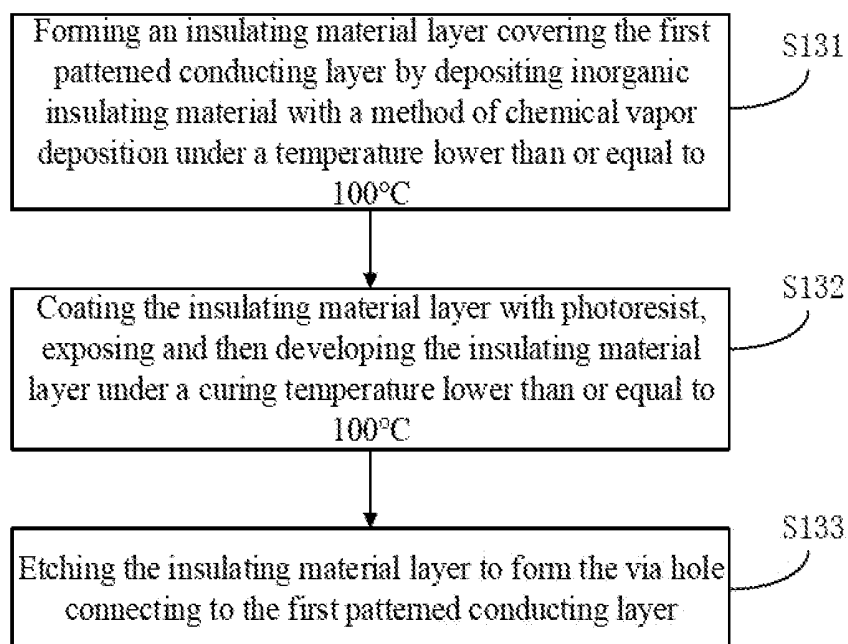 Forming an insulating material layer covering the first
patterned conducting layer by depositing inorganic
insulating material with a method of chemical vapor
deposition under a temperature lower than or equal to
100°C
S131
Coating the insulating material layer with photoresist,
exposing and then developing the insulating material
layer under a curing temperature lower than or equal to
100°C
S132
Etching the insulating material layer to form the via hole
connecting to the first patterned conducting layer
S133